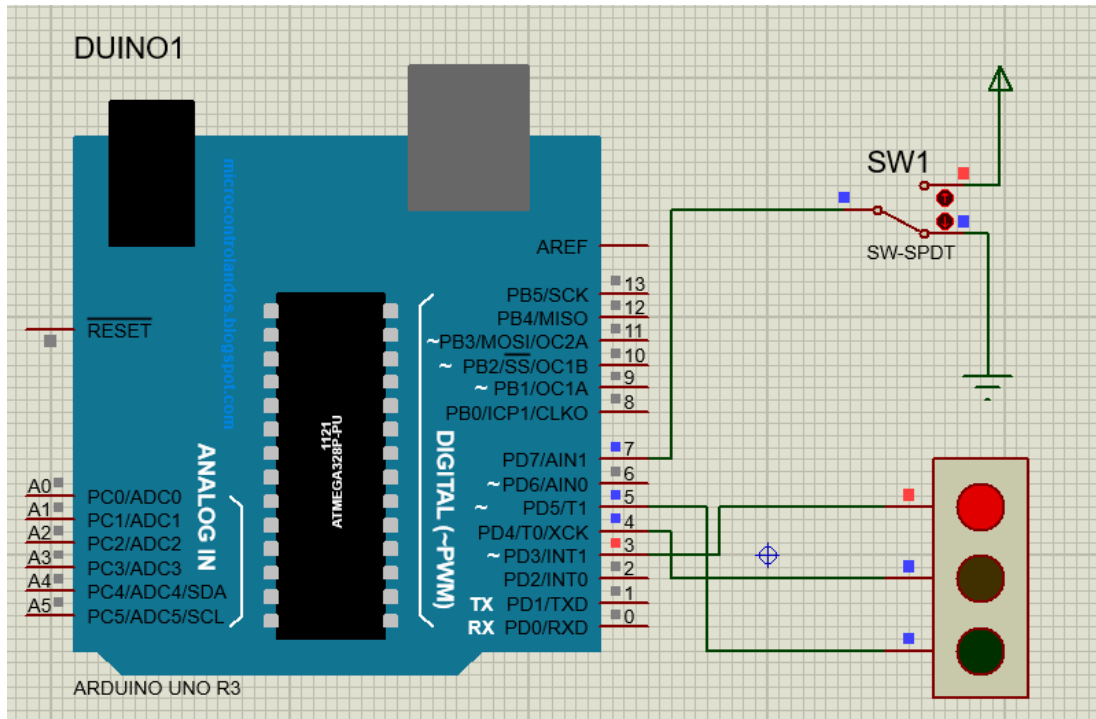 DUINO1
microcontrolandos.blogspot.com
SW1
SW-SPDT
AREF
RESET
13
PB5/SCK
12
PB4/MISO
11
~PB3/MOSI/OC2A
10
~ PB2/SS/OC1B
9
~ PB1/OC1A
8
PB0/ICP1/CLKO
1121
ATMEGA328P-PU
DIGITAL (~PWM)
ANALOG IN
7
PD7/AIN1
6
~ PD6/AIN0
5
~ PD5/T1
4
PD4/T0/XCK
3
~ PD3/INT1
2
PD2/INT0
1
TX PD1/TXD
0
RX PD0/RXD
A0
PC0/ADC0
A1
PC1/ADC1
A2
PC2/ADC2
A3
PC3/ADC3
A4
PC4/ADC4/SDA
A5
PC5/ADC5/SCL
ARDUINO UNO R3